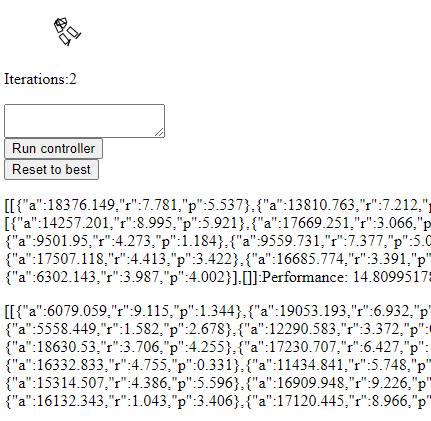 Iterations:2
Run controller
Reset to best
[[{"a":18376.149,"r":7.781,"p":5.537},{"a":13810.763,"r":7.212,
[{"a":14257.201,"r":8.995,"p":5.921},{"a":17669.251,"r":3.066,"p
{"a":9501.95,"r":4.273,"p":1.184},{"a":9559.731,"r":7.377,"p":5.0
{"a":17507.118,"r":4.413,"p":3.422},{"a":16685.774,"r":3.391,"p"
{"a":6302.143,"r":3.987,"p":4.002}],[]]:Performance: 14.80995178
[[{"a":6079.059,"r":9.115,"p":1.344},{"a":19053.193,"r":6.932,"p"
{"a":5558.449,"r":1.582,"p":2.678},{"a":12290.583,"r":3.372,"p":
{"a":18630.53,"r":3.706,"p":4.255},{"a":17230.707,"r":6.427,"p":
{"a":16332.833,"r":4.755,"p":0.331},{"a":11434.841,"r":5.748,"p"
{"a":15314.507,"r":4.386,"p":5.596},{"a":16909.948,"r":9.226,"p"
{"a":16132.343,"r":1.043,"p":3.406},{"a":17120.445,"r":8.966,"p"